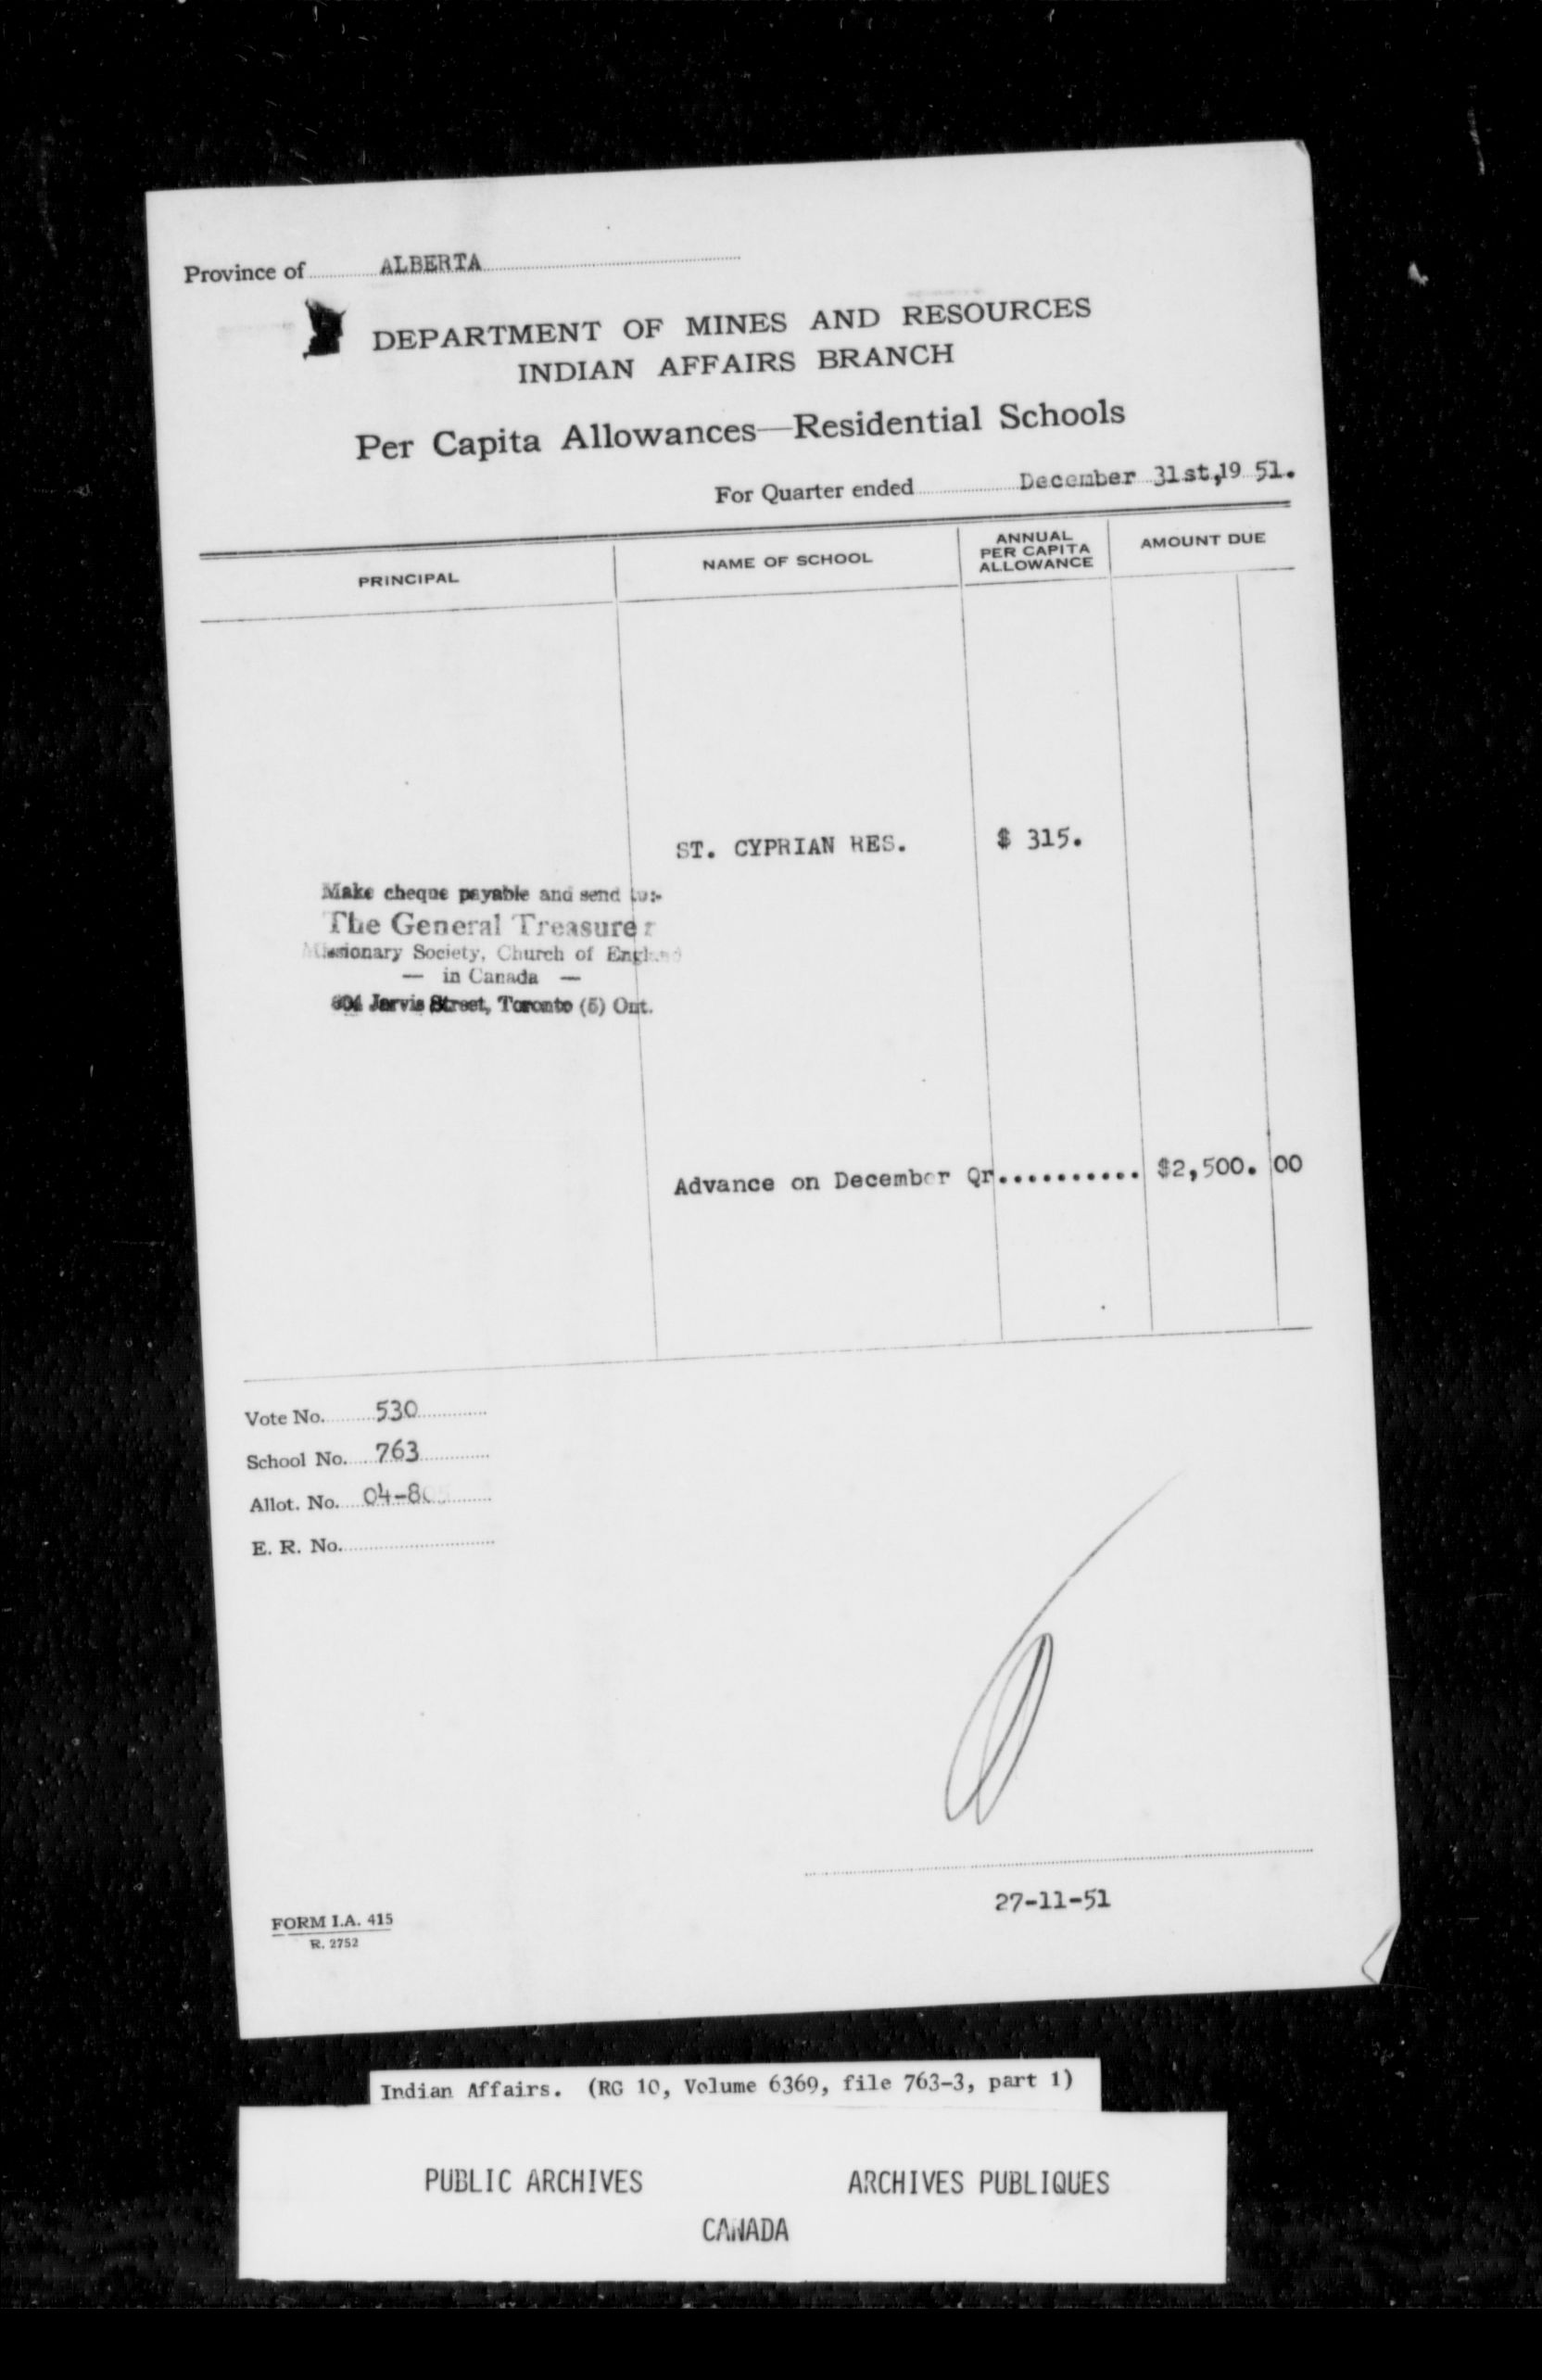 Province of ALBERTA
DEPARTMENT OF MINES AND RESOURCES
INDIAN AFFAIRS BRANCH
Per Capita Allowances—Residential Schools
For Quarter ended December 31st, 19 51.
PRINCIPAL
NAME OF SCHOOL
ANNUAL
PER CAPITA
ALLOWANCE
AMOUNT DUE
ST. CYPRIAN RES. $ 315.
Make cheque payable and send to:-
The General Treasurer
Missionary Society, Church of England
— in Canada —
Jarvis Street, Toronto (5) Ont.
Advance on December Qr.......... $2,500. 00
Vote No. 530
School No. 763
Allot. No.
E. R. No.
27-11-51
FORM I.A. 415
R. 2752
Indian Affairs. (RG 10, Volume 6369, file 763-3, part 1)
PUBLIC ARCHIVES ARCHIVES PUBLIQUES
CANADA